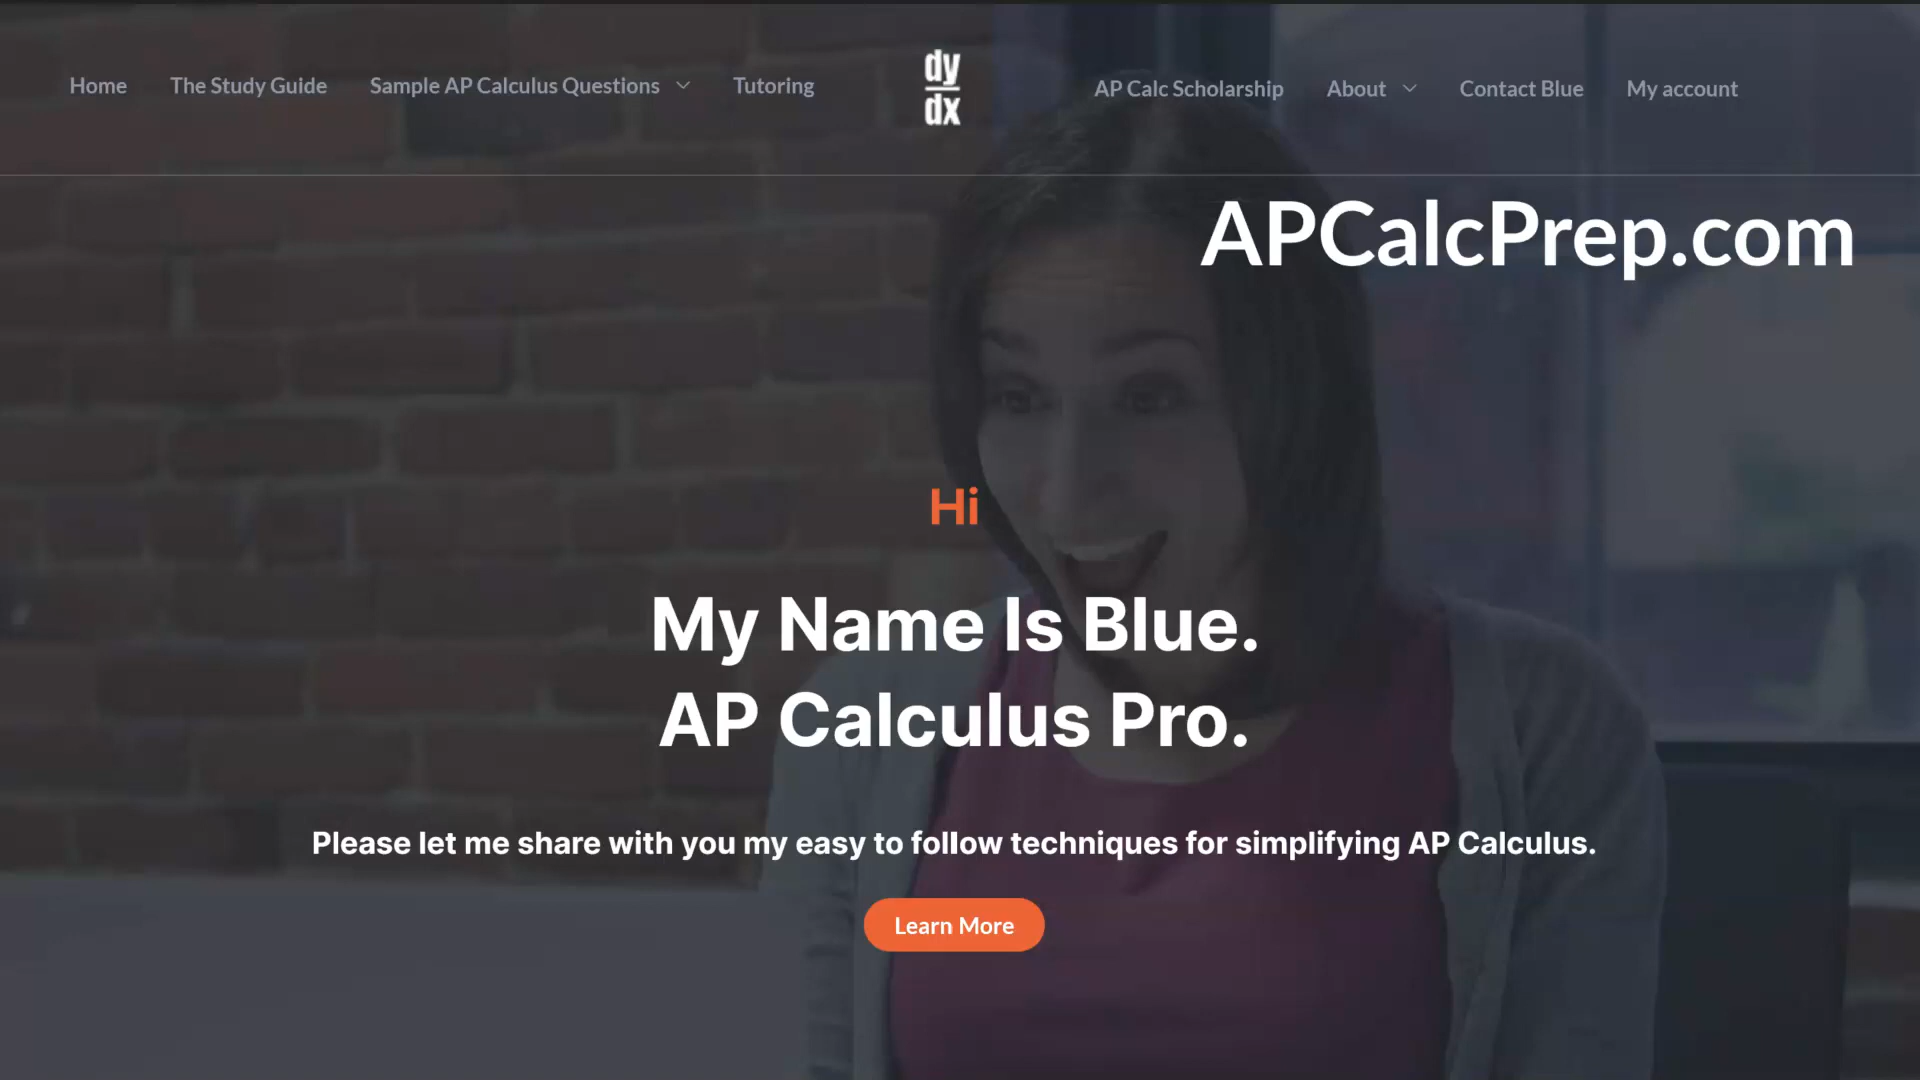 Home
The Study Guide
Sample AP Calculus Questions
Tutoring
dy
dx
AP Calc Scholarship
About
Contact Blue
My account
APCalcPrep.com
Hi
My Name Is Blue.
AP Calculus Pro.
Please let me share with you my easy to follow techniques for simplifying AP Calculus.
Learn More